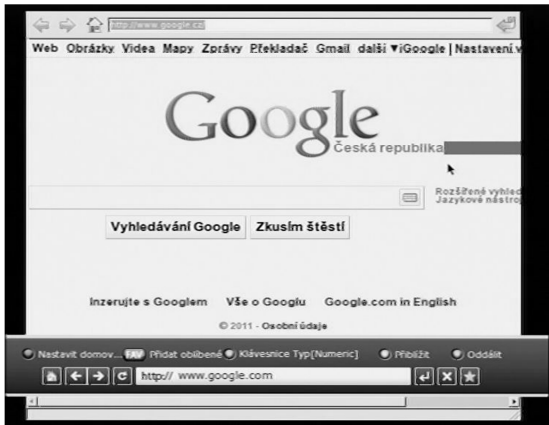 http://www.google.cz/
Web Obrázky Videa Mapy Zprávy Překladač Gmail další ▼ iGoogle | Nastavení v
Google
Česká republika
Rozšířené vyhled
Jazykové nástroj
Vyhledávání Google Zkusím štěstí
Inzerujte s Googlem Vše o Googlu Google.com in English
© 2011 - Osobní údaje
Nastavit domov... FAV Přidat oblíbené Klávesnice Typ[Numeric] Přiblížit Oddálit
http:// www.google.com